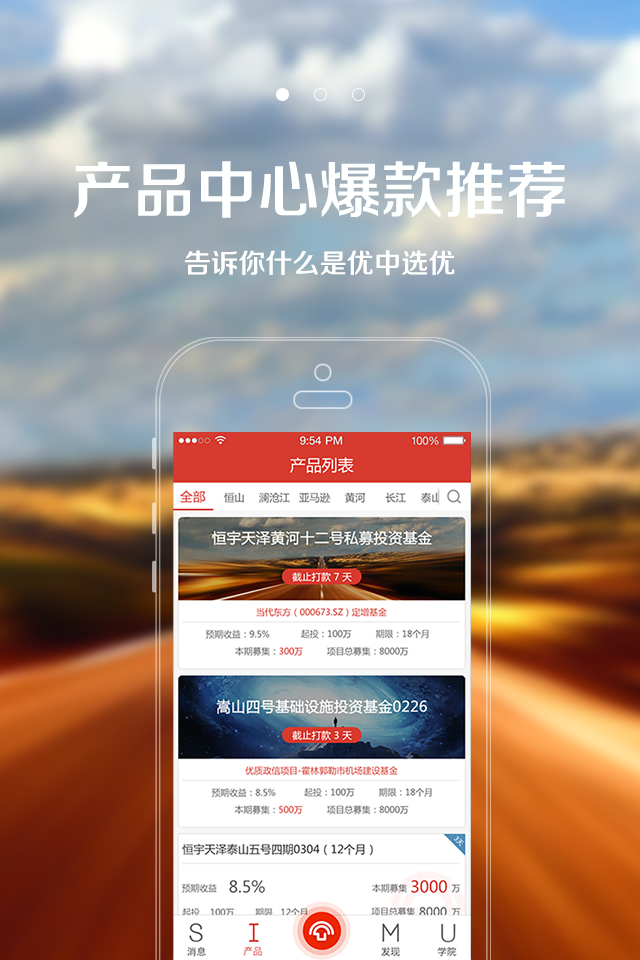 产品中心爆款推荐
告诉你什么是优中选优
9:54 PM 100%
产品列表
全部 恒山 澜沧江 亚马逊 黄河 长江 泰山
恒宇天泽黄河十二号私募投资基金
截止打款 7 天
当代东方（000673.SZ）定增基金
预期收益：9.5% 起投：100万 期限：18个月
本期募集：300万 项目总募集：8000万
嵩山四号基础设施投资基金0226
截止打款 3 天
优质政信项目-霍林郭勒市机场建设基金
预期收益：8.5% 起投：100万 期限：18个月
本期募集：500万 项目总募集：8000万
恒宇天泽泰山五号四期0304（12个月） 3天
预期收益 8.5% 本期募集 3000 万
起投 100万 期限 12个月 项目总募集 8000 万
S I M U
消息 产品 发现 学院